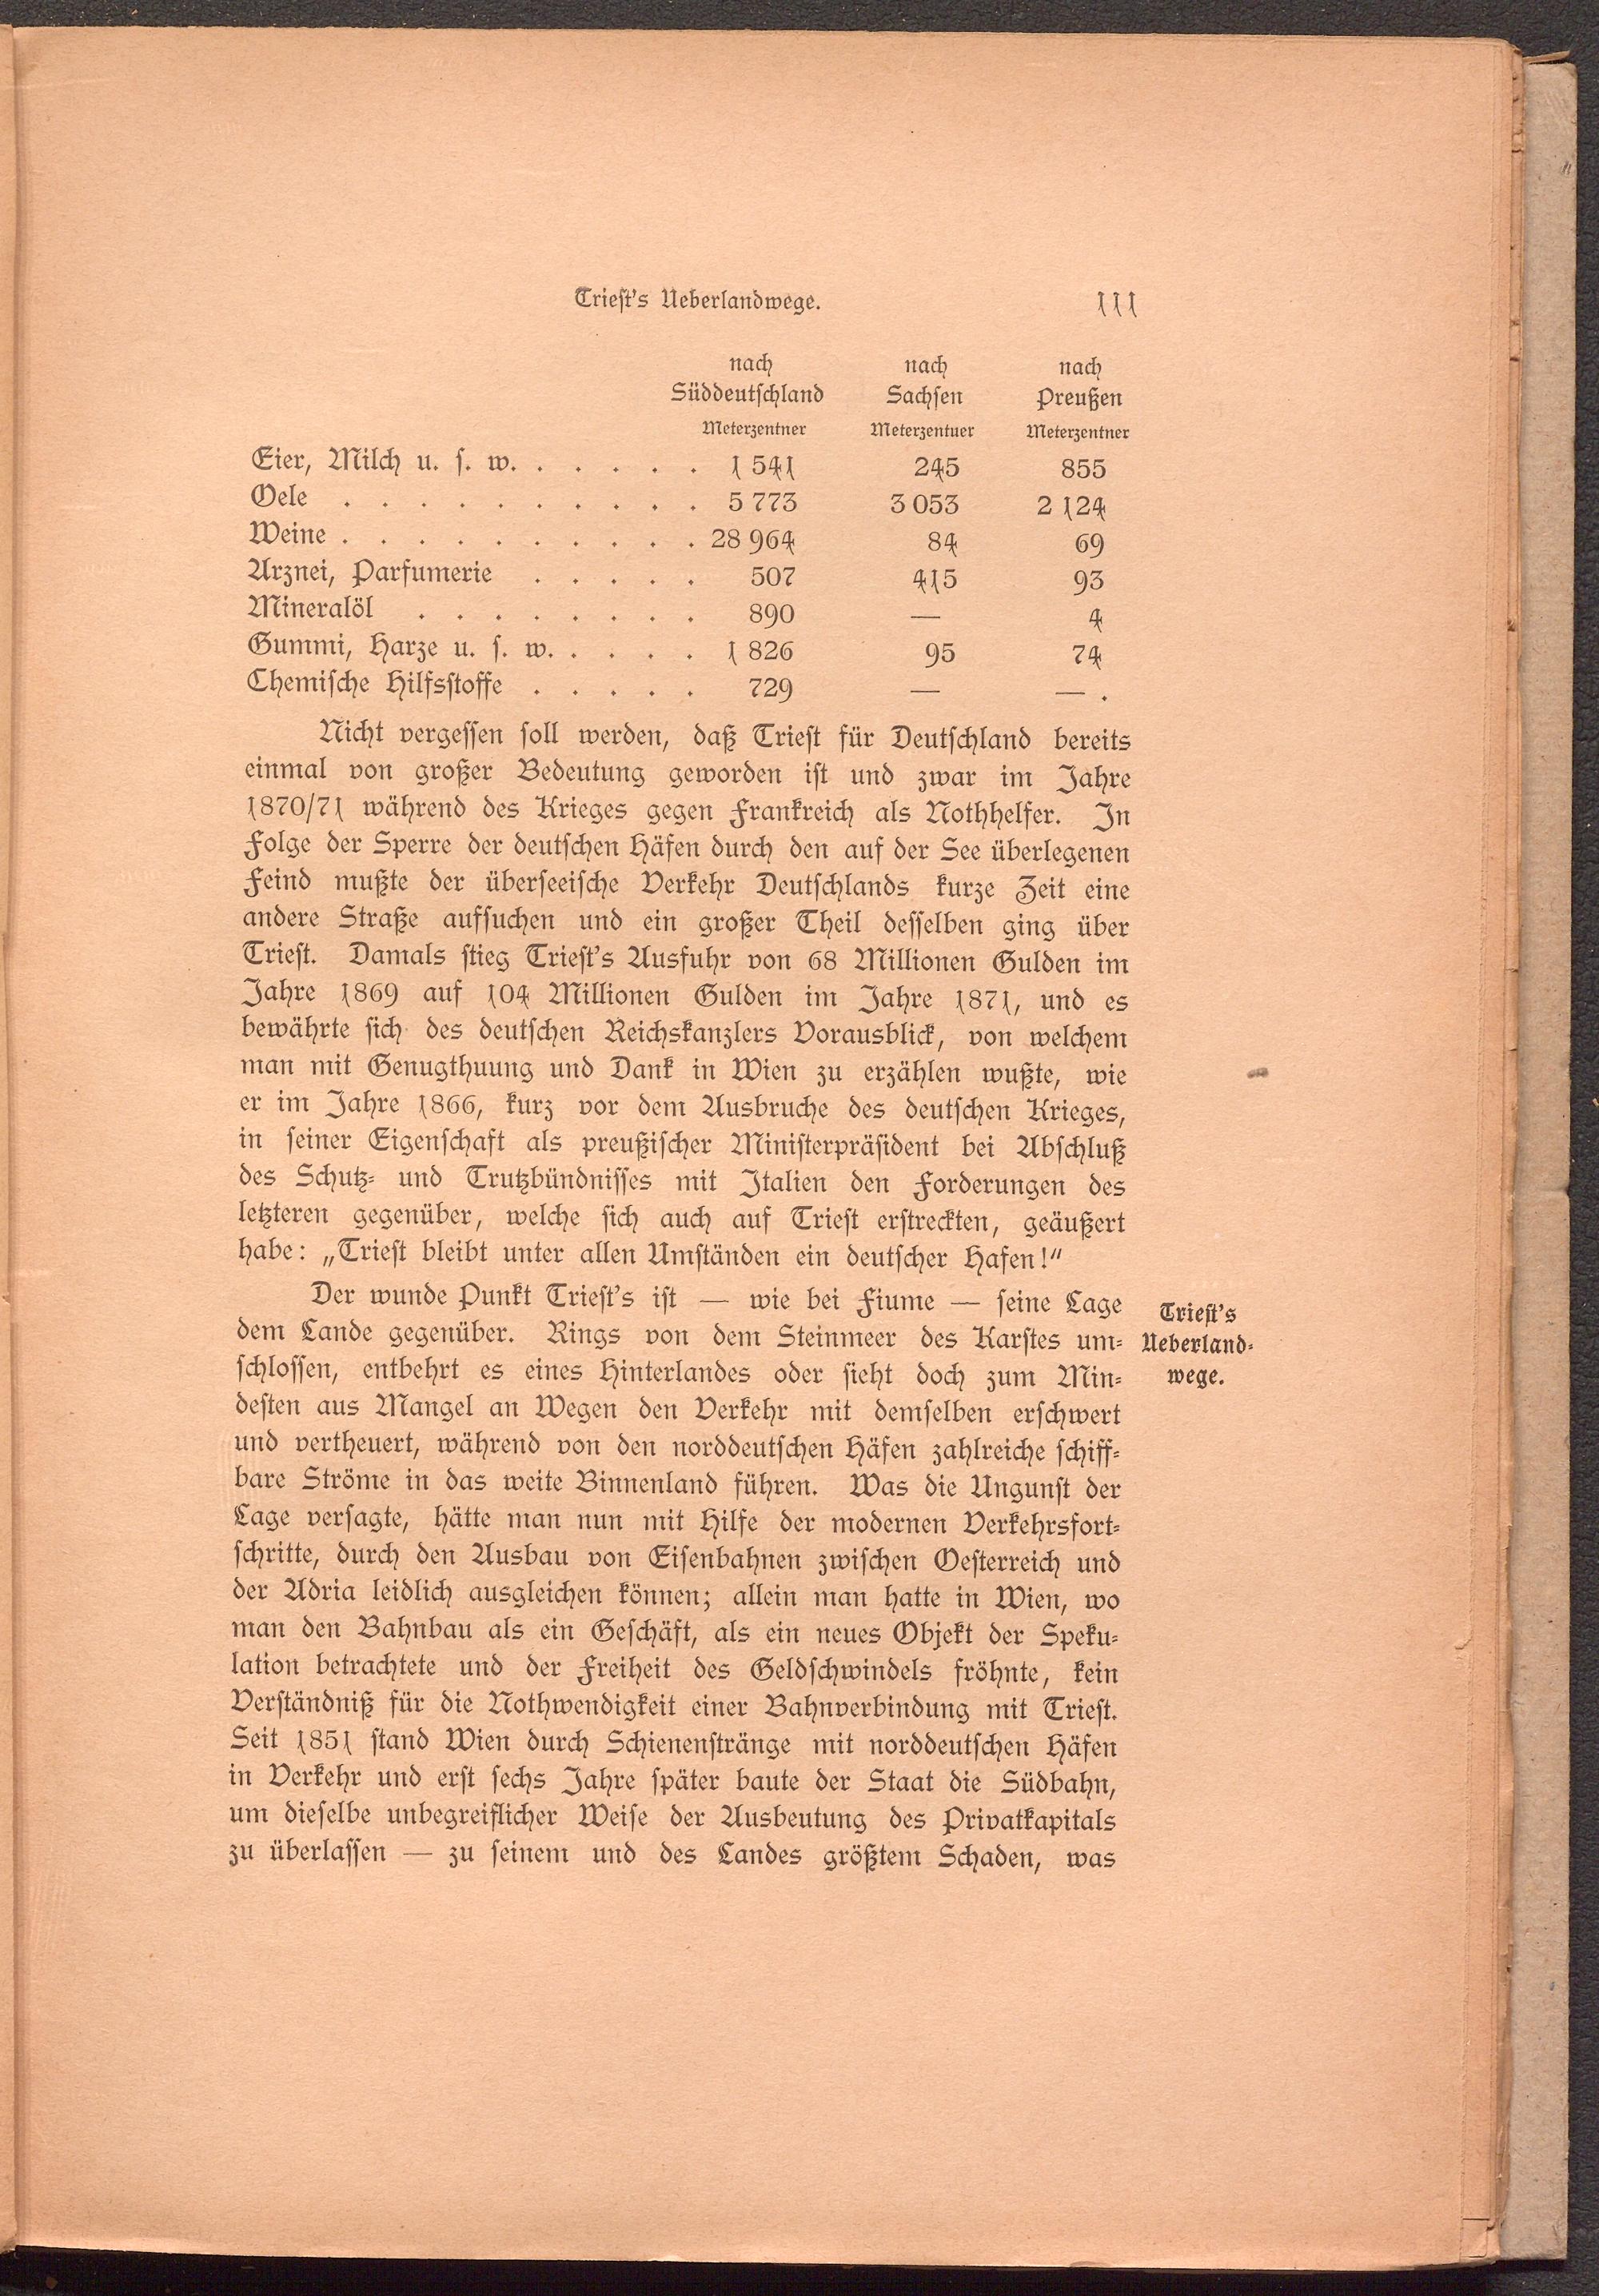 Triest's Ueberlandwege. 111
nach nach nach
Süddeutschland Sachsen Preußen
Meterzentner Meterzentuer Meterzentner
Eier, Milch u. s. w. . . . . . 1 541 245 855
Oele . . . . . . . . . . 5 773 3 053 2 124
Weine . . . . . . . . . . 28 964 84 69
Arznei, Parfumerie . . . . . 507 415 93
Mineralöl . . . . . . . . 890 — 4
Gummi, Harze u. s. w. . . . . 1 826 95 74
Chemische Hilfsstoffe . . . . . 729 — — .
Nicht vergessen soll werden, daß Triest für Deutschland bereits
einmal von großer Bedeutung geworden ist und zwar im Jahre
1870/71 während des Krieges gegen Frankreich als Nothhelfer. In
Folge der Sperre der deutschen Häfen durch den auf der See überlegenen
Feind mußte der überseeische Verkehr Deutschlands kurze Zeit eine
andere Straße aufsuchen und ein großer Theil desselben ging über
Triest. Damals stieg Triest's Ausfuhr von 68 Millionen Gulden im
Jahre 1869 auf 104 Millionen Gulden im Jahre 1871, und es
bewährte sich des deutschen Reichskanzlers Vorausblick, von welchem
man mit Genugthuung und Dank in Wien zu erzählen wußte, wie
er im Jahre 1866, kurz vor dem Ausbruche des deutschen Krieges,
in seiner Eigenschaft als preußischer Ministerpräsident bei Abschluß
des Schutz- und Trutzbündnisses mit Italien den Forderungen des
letzteren gegenüber, welche sich auch auf Triest erstreckten, geäußert
habe: „Triest bleibt unter allen Umständen ein deutscher Hafen!"
Der wunde Punkt Triest's ist — wie bei Fiume — seine Lage
dem Lande gegenüber. Rings von dem Steinmeer des Karstes um-
schlossen, entbehrt es eines Hinterlandes oder sieht doch zum Min-
desten aus Mangel an Wegen den Verkehr mit demselben erschwert
und vertheuert, während von den norddeutschen Häfen zahlreiche schiff-
bare Ströme in das weite Binnenland führen. Was die Ungunst der
Lage versagte, hätte man nun mit Hilfe der modernen Verkehrsfort-
schritte, durch den Ausbau von Eisenbahnen zwischen Oesterreich und
der Adria leidlich ausgleichen können; allein man hatte in Wien, wo
man den Bahnbau als ein Geschäft, als ein neues Objekt der Speku-
lation betrachtete und der Freiheit des Geldschwindels fröhnte, kein
Verständniß für die Nothwendigkeit einer Bahnverbindung mit Triest.
Seit 1851 stand Wien durch Schienenstränge mit norddeutschen Häfen
in Verkehr und erst sechs Jahre später baute der Staat die Südbahn,
um dieselbe unbegreiflicher Weise der Ausbeutung des Privatkapitals
zu überlassen — zu seinem und des Landes größtem Schaden, was
Triest's
Ueberland-
wege.